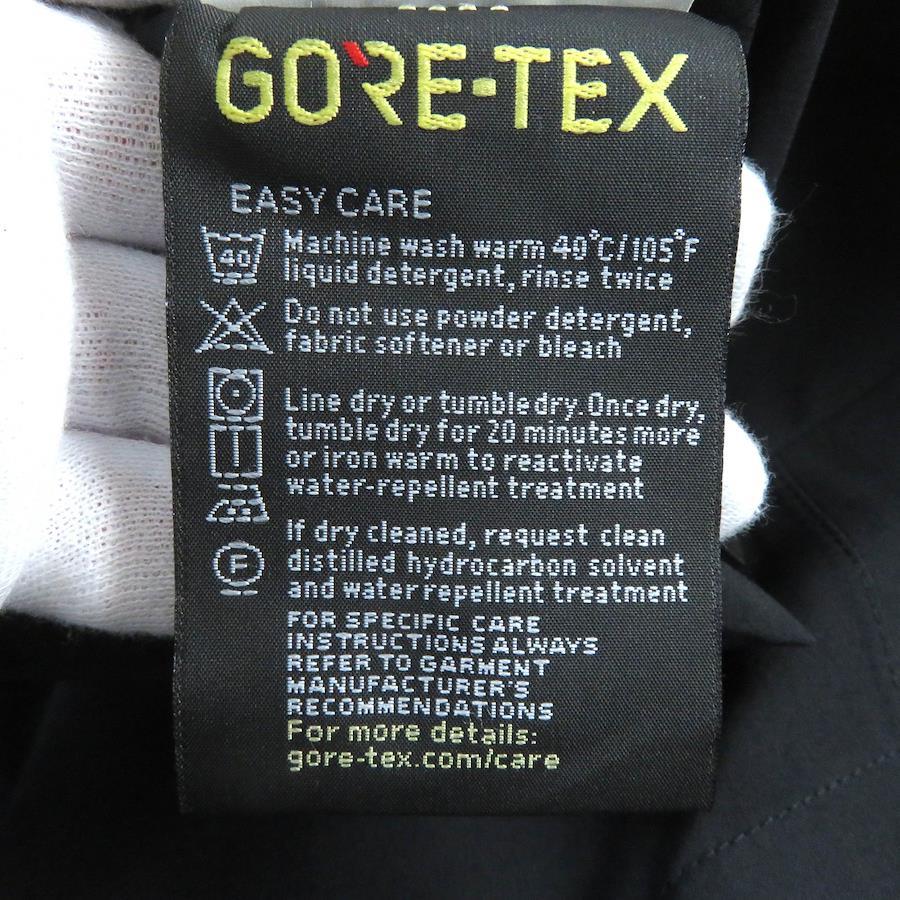 GORE-TEX
EASY CARE
40
Machine wash warm 40°C/105°F
liquid detergent, rinse twice
Do not use powder detergent,
fabric softener or bleach
Line dry or tumble dry. Once dry,
tumble dry for 20 minutes more
or iron warm to reactivate
water-repellent treatment
If dry cleaned, request clean
F
distilled hydrocarbon solvent
and water repellent treatment
FOR SPECIFIC CARE
INSTRUCTIONS ALWAYS
REFER TO GARMENT
MANUFACTURER'S
RECOMMENDATIONS
For more details:
gore-tex.com/care